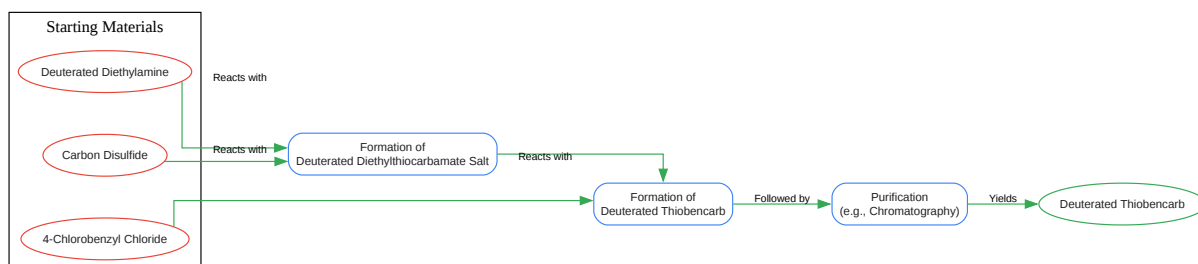 Starting Materials
Deuterated Diethylamine
Reacts with
Carbon Disulfide
Reacts with
Formation of
Deuterated Diethylthiocarbamate Salt
Reacts with
4-Chlorobenzyl Chloride
Formation of
Deuterated Thiobencarb
Followed by
Purification
(e.g., Chromatography)
Yields
Deuterated Thiobencarb